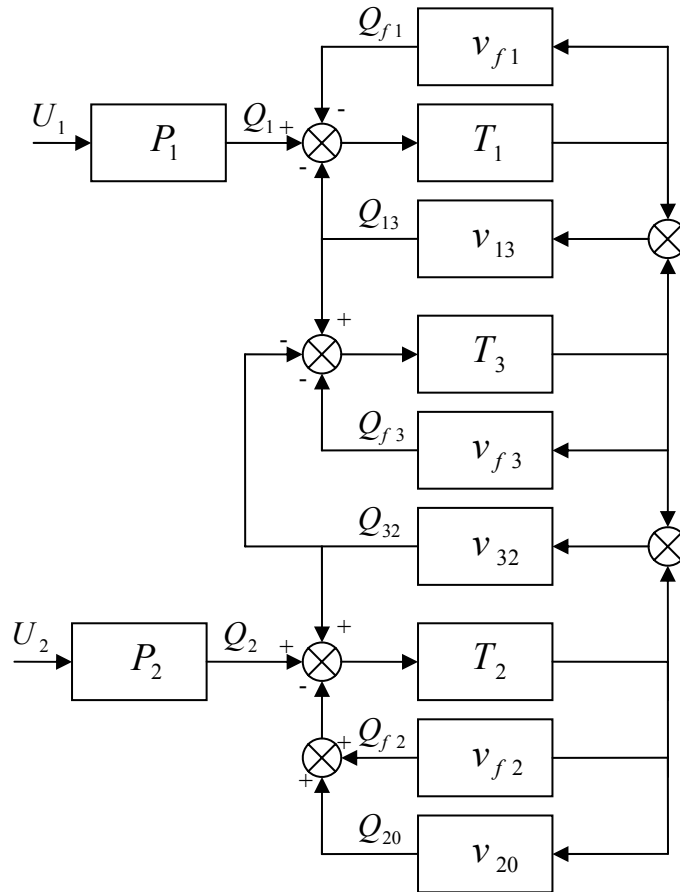 Q_{f1}
v_{f1}
U_1
P_1
Q_1
+
-
-
T_1
Q_{13}
v_{13}
+
-
-
T_3
Q_{f3}
v_{f3}
Q_{32}
v_{32}
U_2
P_2
Q_2
+
+
-
T_2
Q_{f2}
+
+
v_{f2}
Q_{20}
v_{20}